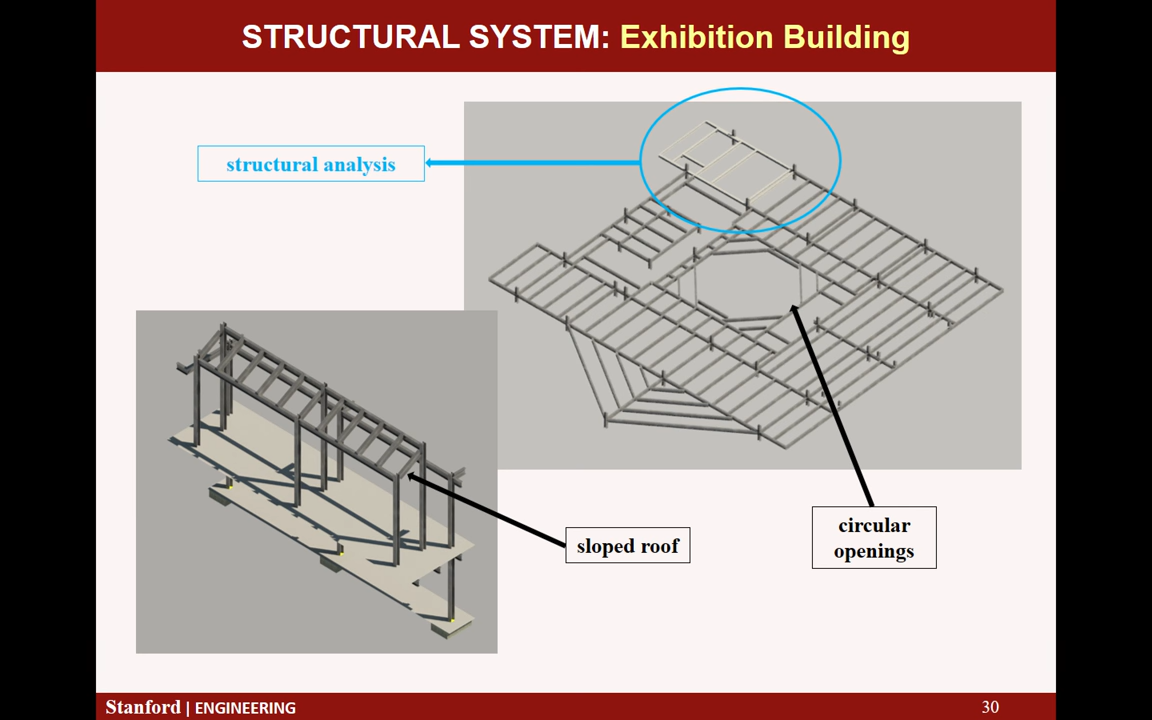 STRUCTURAL SYSTEM: Exhibition Building
structural analysis
sloped roof
circular
openings
Stanford | ENGINEERING
30